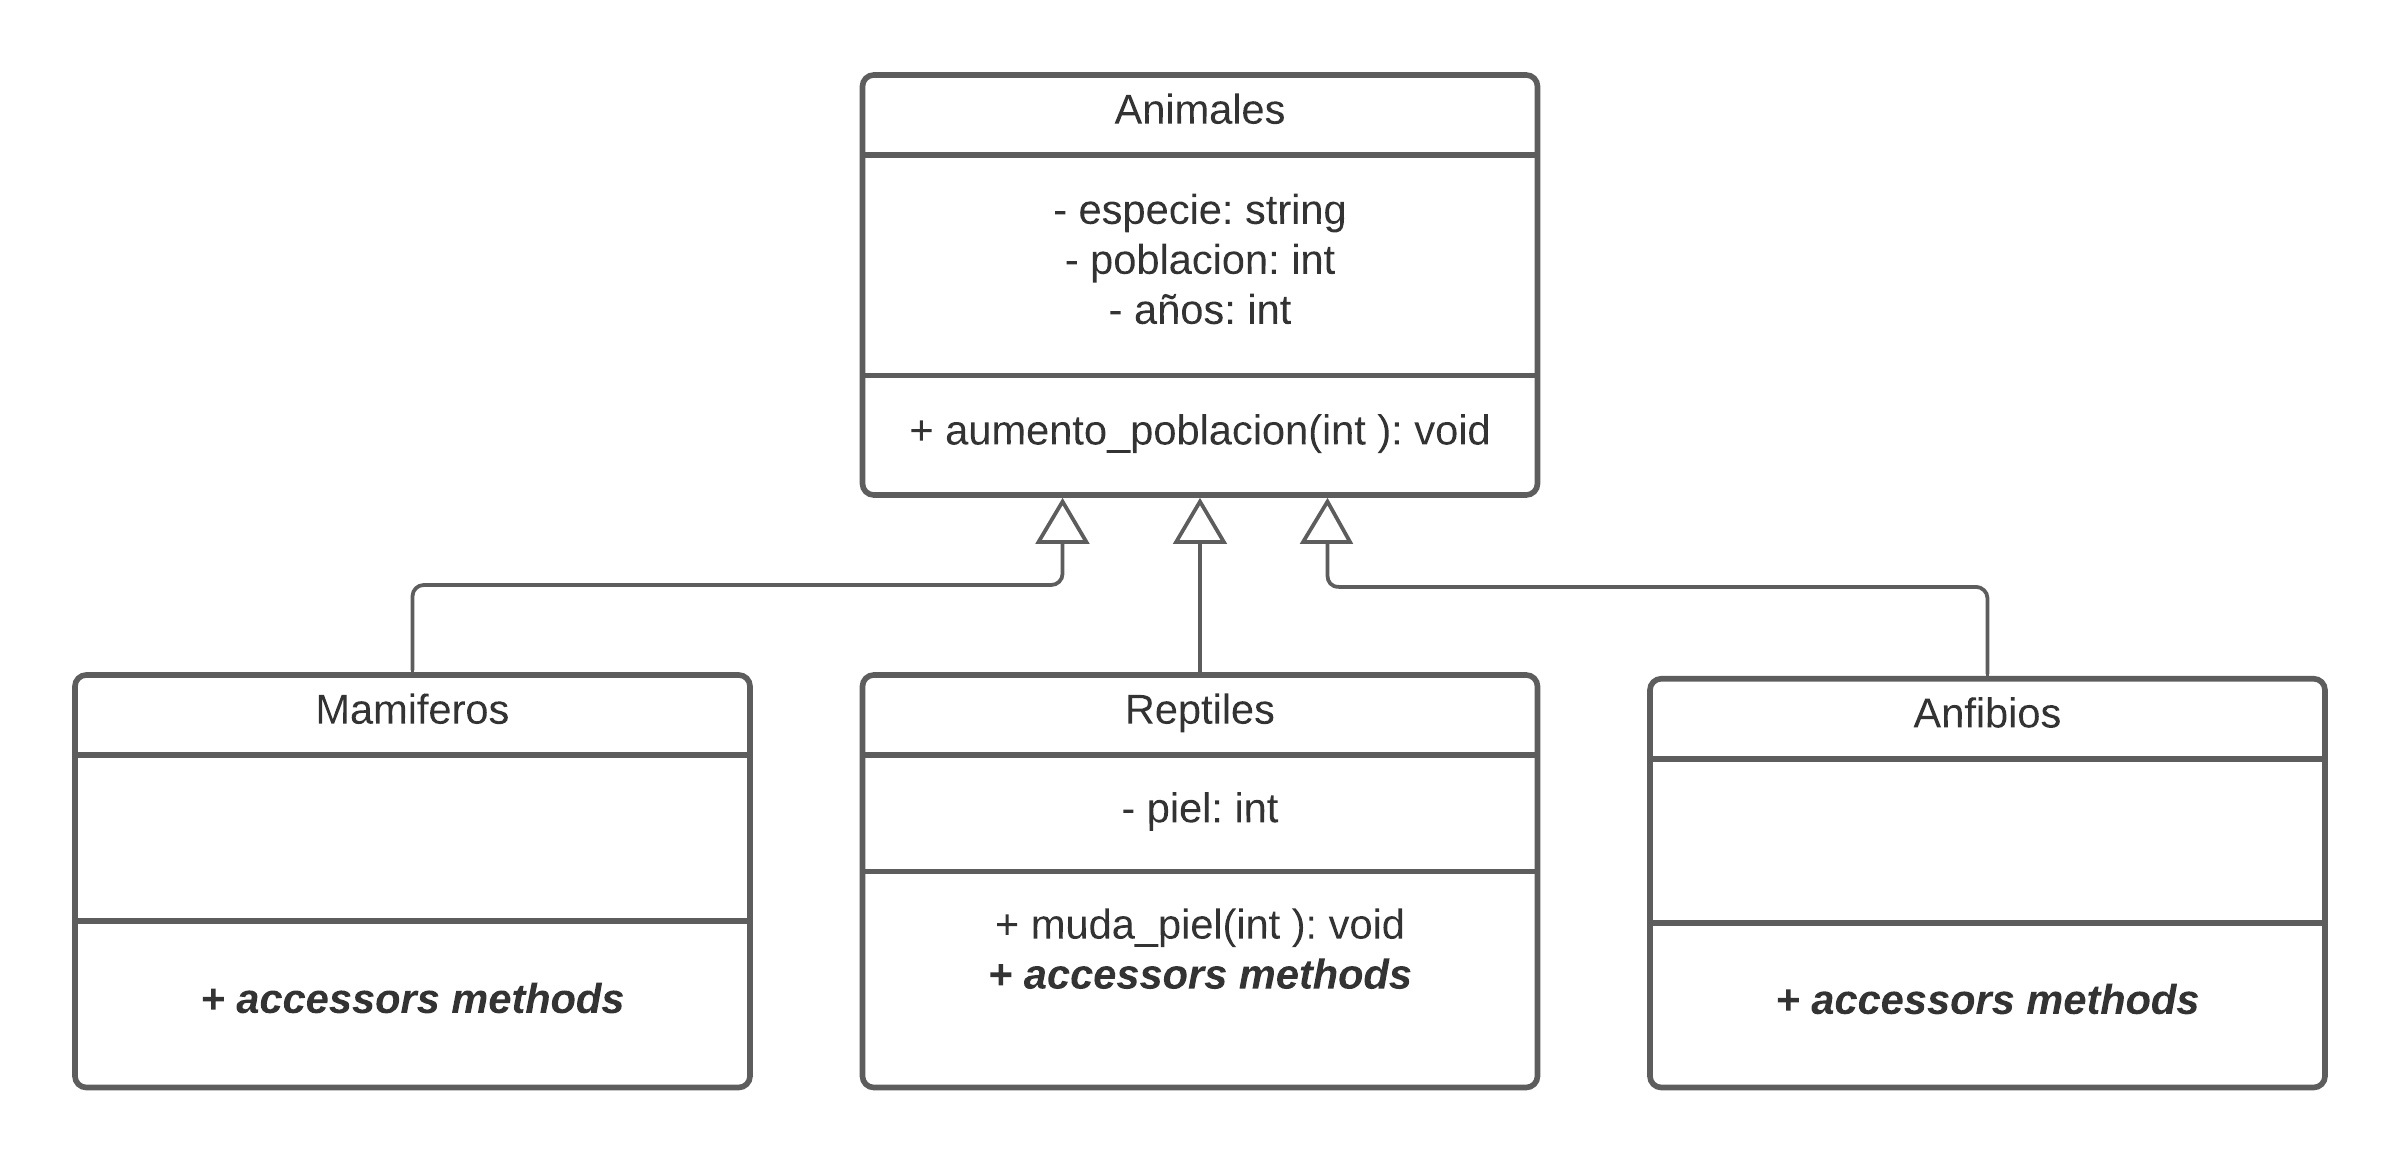 Animales
- especie: string
- poblacion: int
- años: int
+ aumento_poblacion(int ): void
Mamiferos
+ accessors methods
Reptiles
- piel: int
+ muda_piel(int ): void
+ accessors methods
Anfibios
+ accessors methods